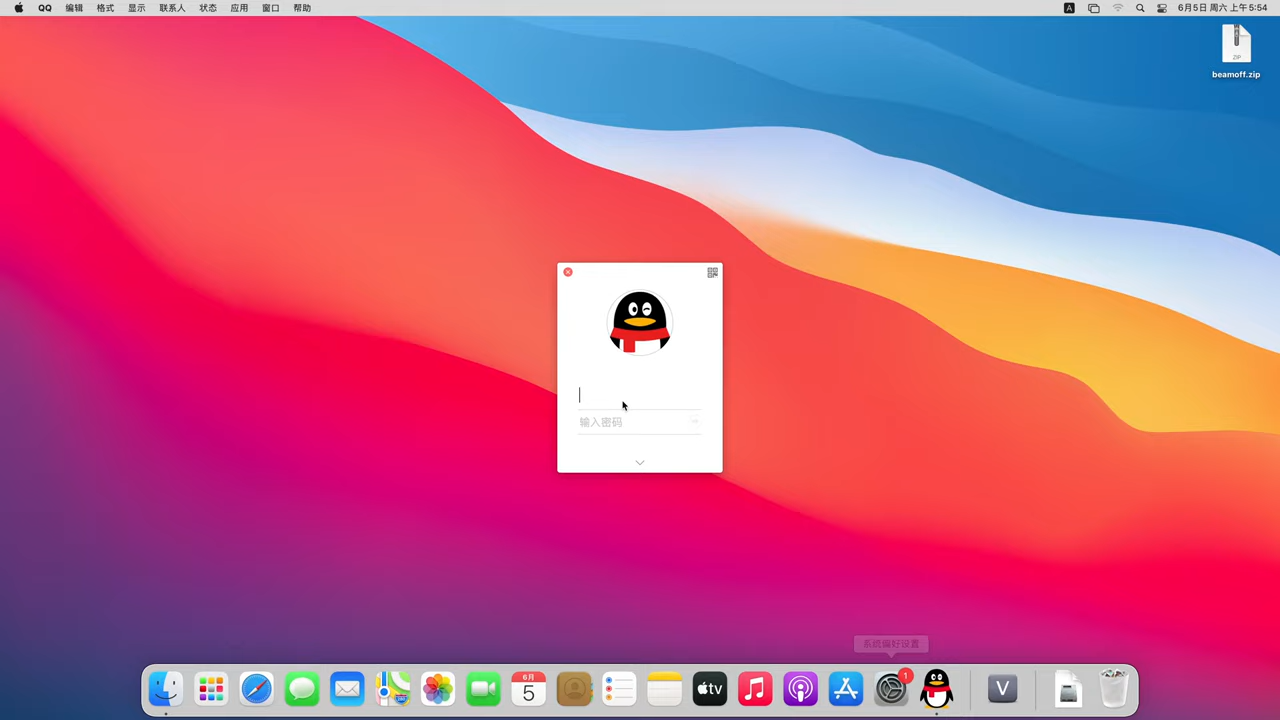 QQ 编辑 格式 显示 联系人 状态 应用 窗口 帮助
A 6月5日 周六 上午5:54
ZIP
beamoff.zip
输入密码
系统偏好设置
6月
5
tv
1
V